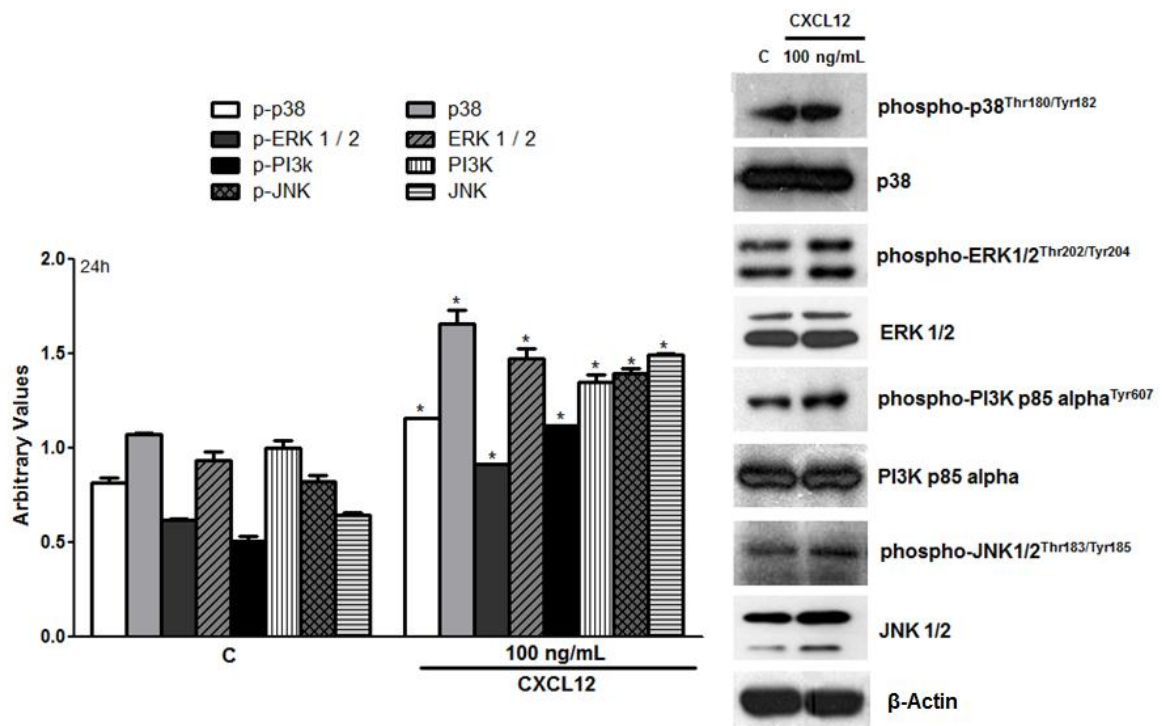 p-p38
p38
p-ERK 1 / 2
ERK 1 / 2
p-PI3k
PI3K
p-JNK
JNK
2.0
24h
1.5
1.0
0.5
0.0
Arbitrary Values
* * * * * * * *
C
100 ng/mL
CXCL12
CXCL12
C 100 ng/mL
phospho-p38Thr180/Tyr182
p38
phospho-ERK1/2Thr202/Tyr204
ERK 1/2
phospho-PI3K p85 alphaTyr607
PI3K p85 alpha
phospho-JNK1/2Thr183/Tyr185
JNK 1/2
β-Actin